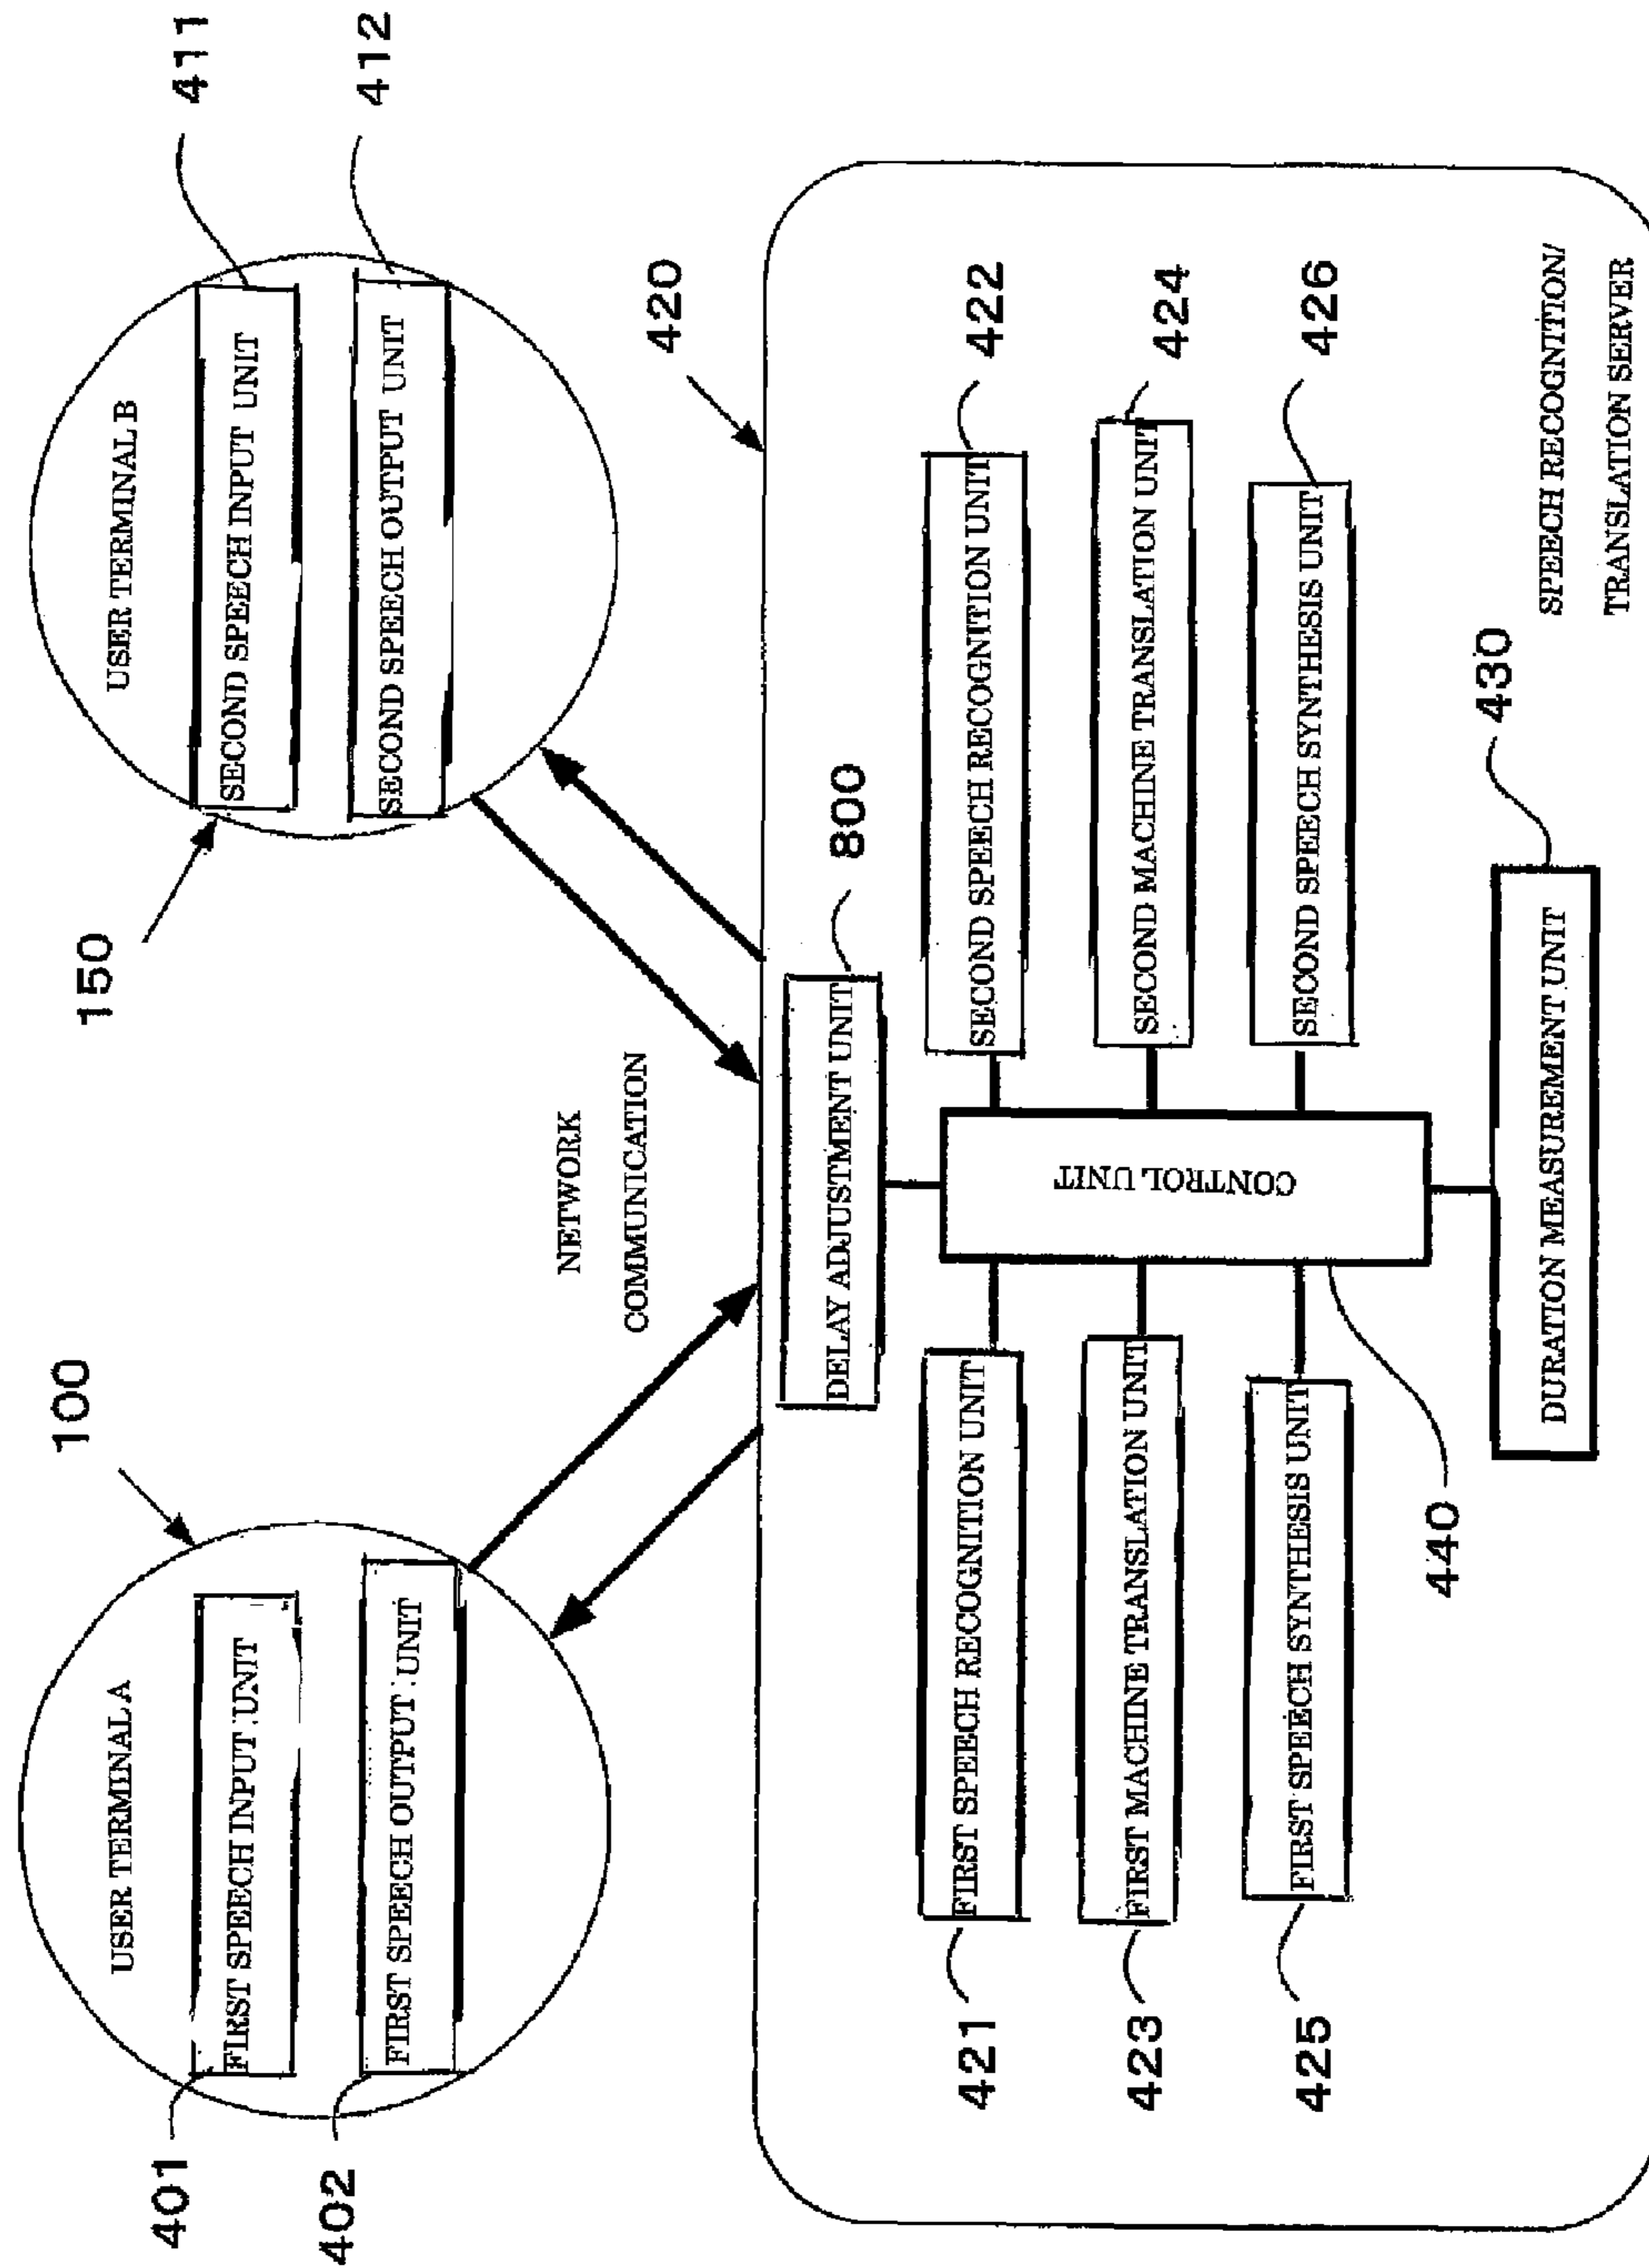 100
150
USER TERMINAL A
USER TERMINAL B
401
FIRST SPEECH INPUT UNIT
SECOND SPEECH INPUT UNIT
411
402
FIRST SPEECH OUTPUT UNIT
SECOND SPEECH OUTPUT UNIT
412
NETWORK
COMMUNICATION
420
DELAY ADJUSTMENT UNIT
800
421
FIRST SPEECH RECOGNITION UNIT
SECOND SPEECH RECOGNITION UNIT
422
CONTROL UNIT
423
FIRST MACHINE TRANSLATION UNIT
SECOND MACHINE TRANSLATION UNIT
424
425
FIRST SPEECH SYNTHESIS UNIT
SECOND SPEECH SYNTHESIS UNIT
426
440
430
DURATION MEASUREMENT UNIT
SPEECH RECOGNITION/
TRANSLATION SERVER